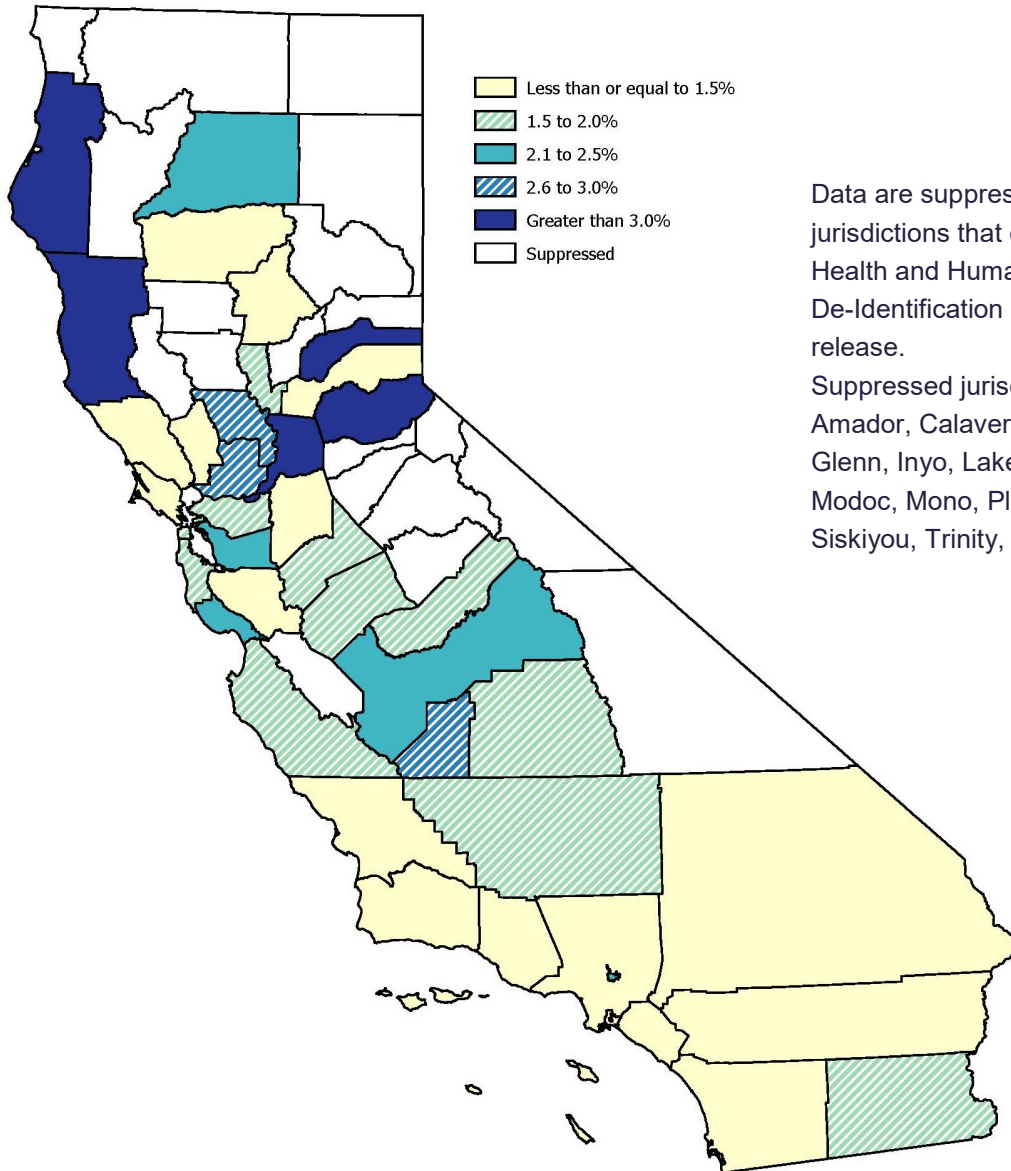 Less than or equal to 1.5%
1.5 to 2.0%
2.1 to 2.5%
2.6 to 3.0%
Greater than 3.0%
Suppressed
Data are suppres
jurisdictions that
Health and Huma
De-Identification
release.
Suppressed juriso
Amador, Calaver
Glenn, Inyo, Lake
Modoc, Mono, Pl
Siskiyou, Trinity,